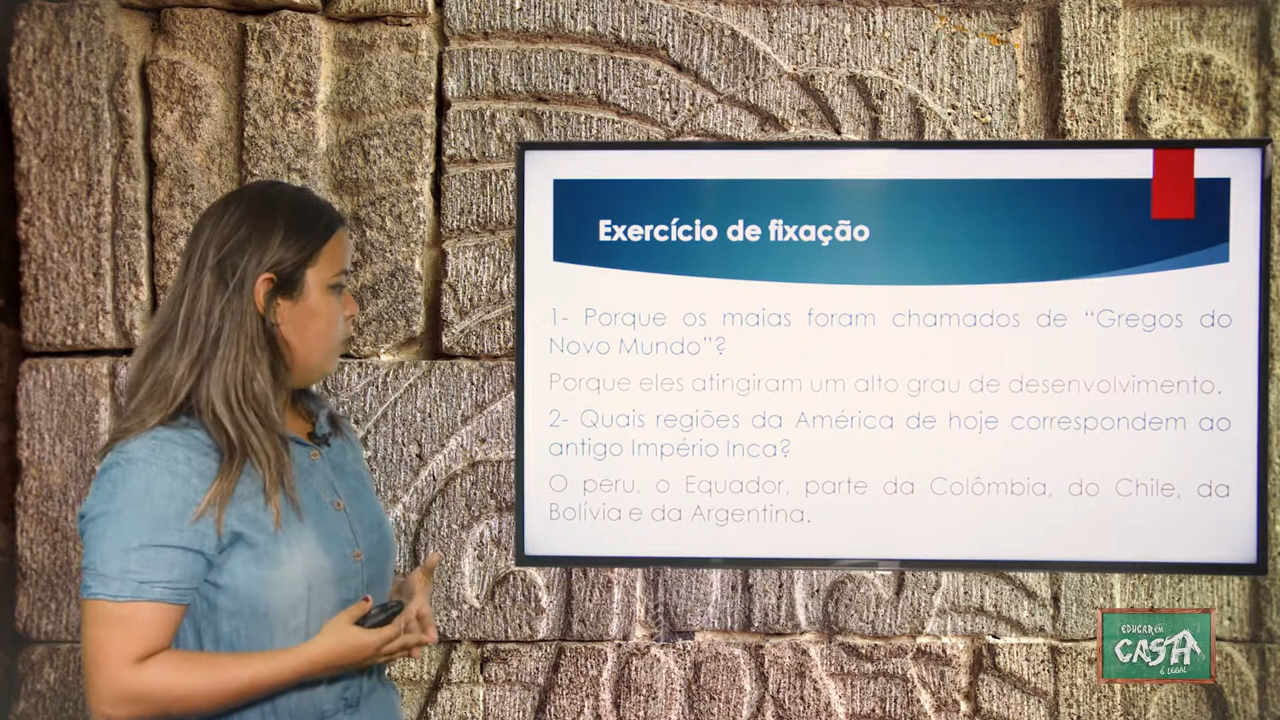 Exercício de fixação
1- Porque os maias foram chamados de “Gregos do
Novo Mundo”?
Porque eles atingiram um alto grau de desenvolvimento.
2- Quais regiões da América de hoje correspondem ao
antigo Império Inca?
O peru, o Equador, parte da Colômbia, do Chile, da
Bolívia e da Argentina.
EDUCAR EM
CASA
É LEGAL